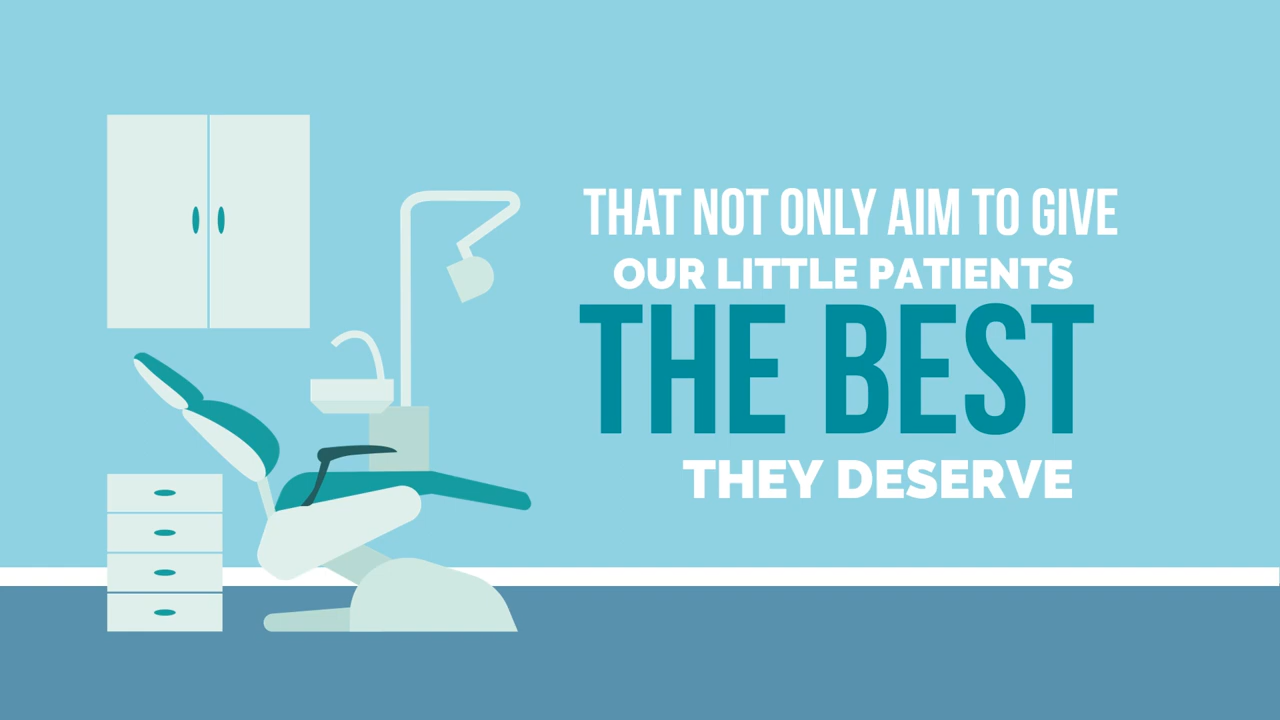 THAT NOT ONLY AIM TO GIVE
OUR LITTLE PATIENTS
THE BEST
THEY DESERVE